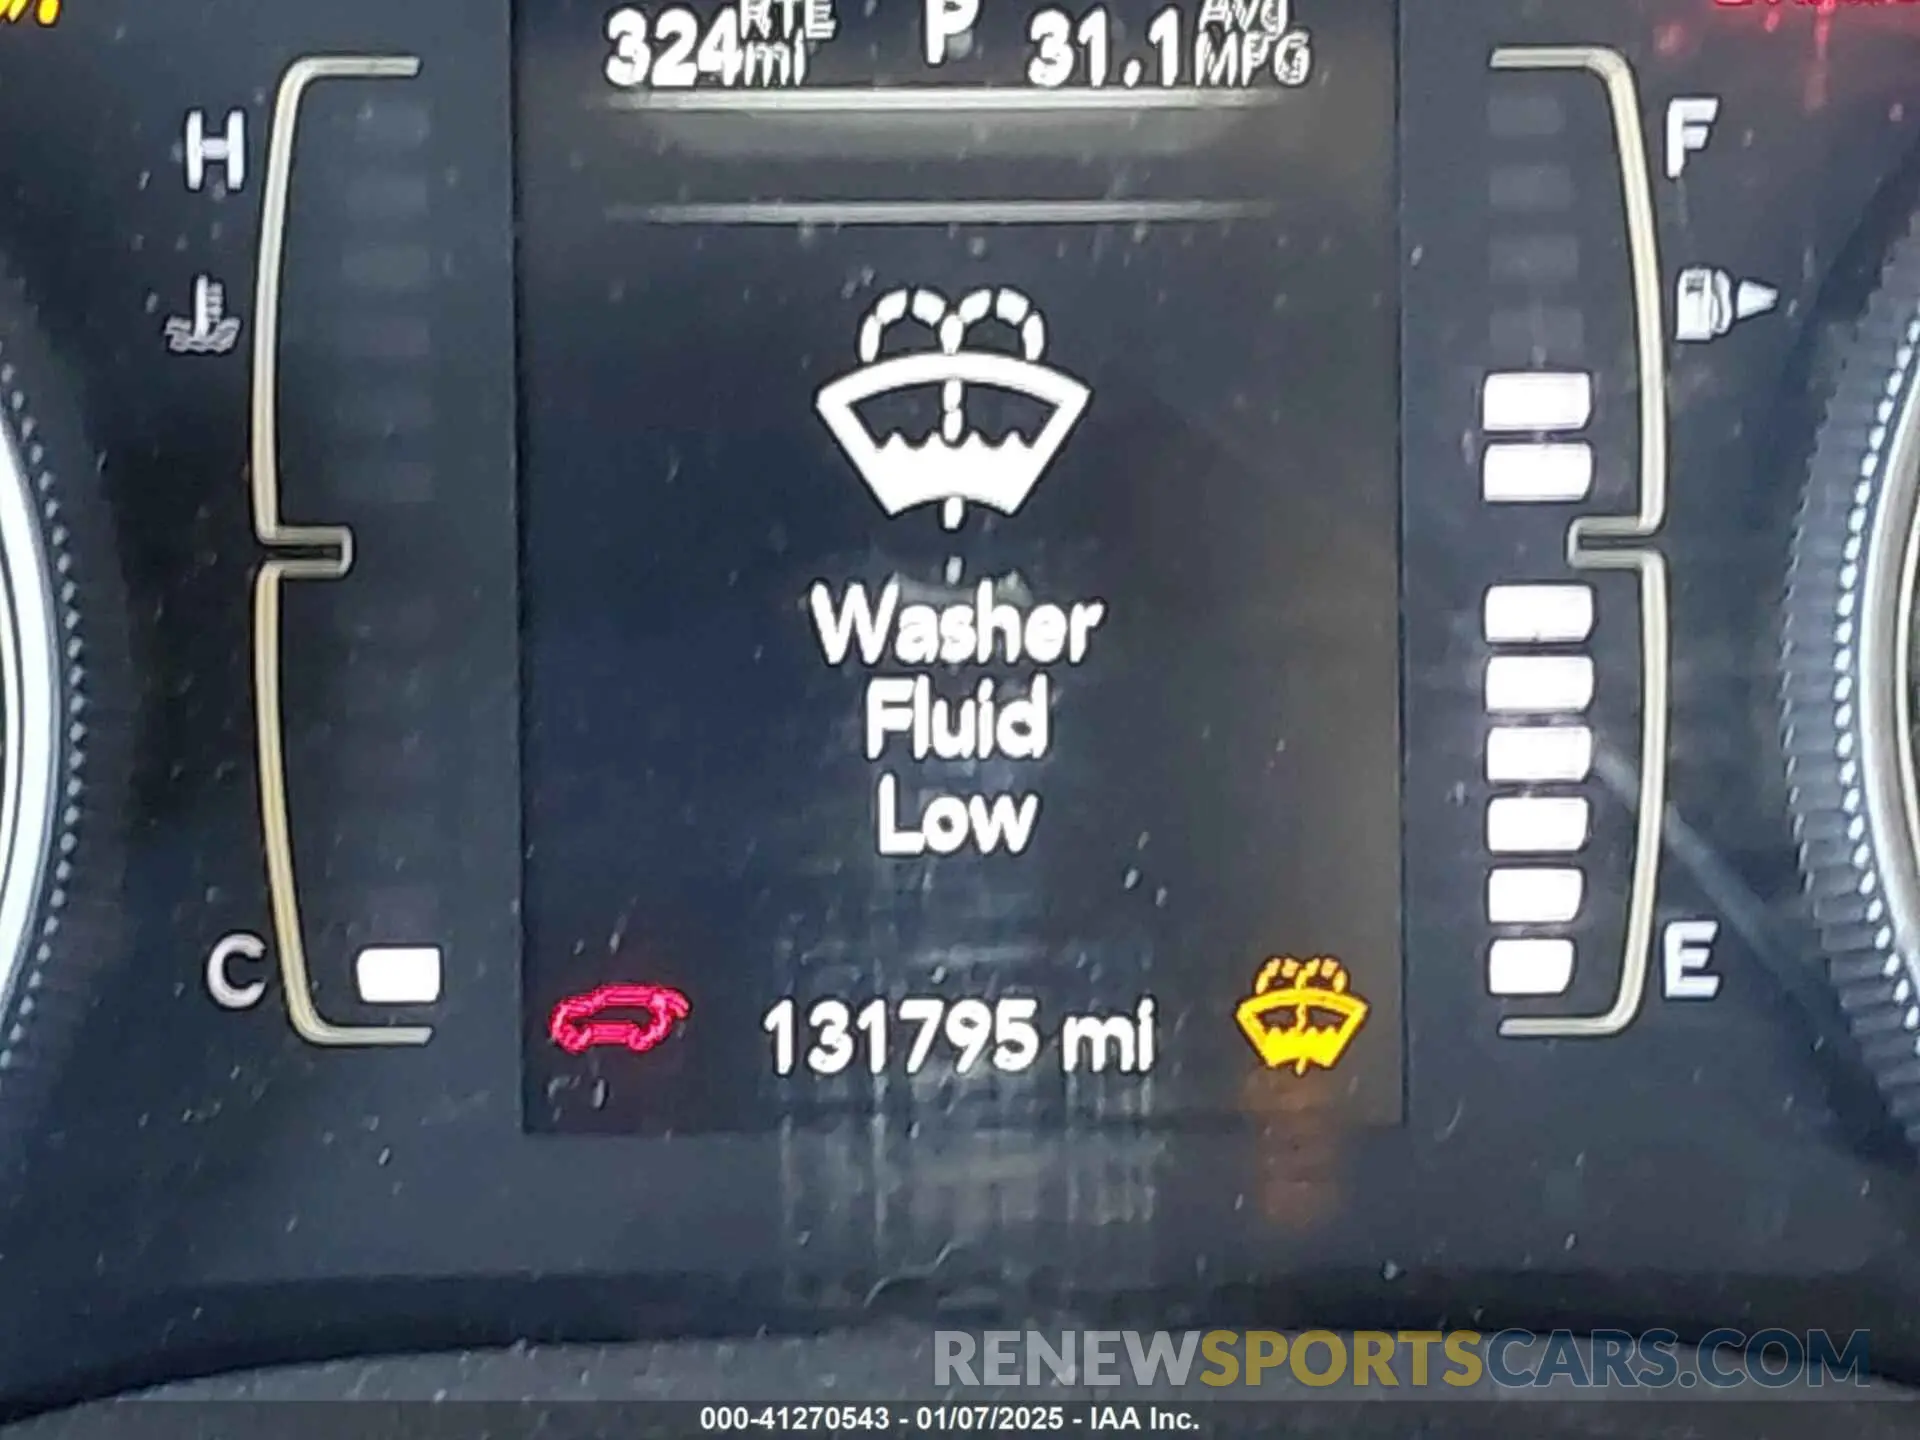 324 RTE mi P 31.1 AVG MPG
H F
Washer
Fluid
Low
C E
131795 mi
RENEWSPORTSCARS.COM
000-41270543 - 01/07/2025 - IAA Inc.